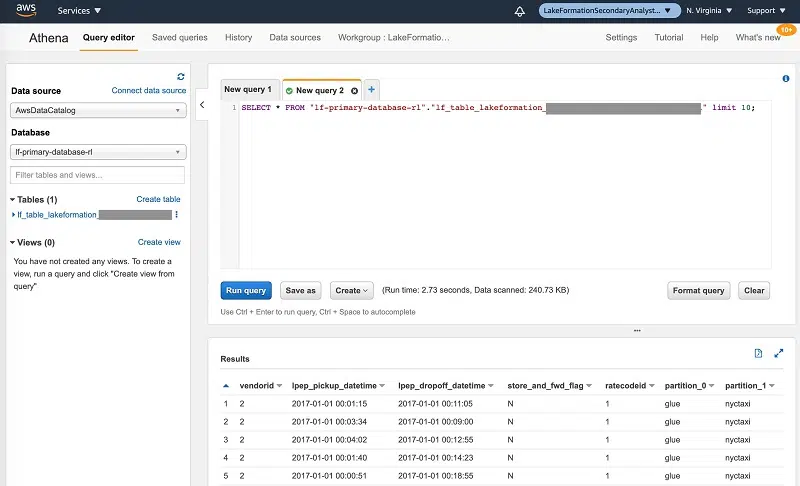 aws Services LakeFormationSecondaryAnalyst... N. Virginia Support
Athena Query editor Saved queries History Data sources Workgroup : LakeFormatio... Settings Tutorial Help What's new 10+
Data source Connect data source
AwsDataCatalog
Database
lf-primary-database-rl
Filter tables and views...
Tables (1) Create table
lf_table_lakeformation_
Views (0) Create view
You have not created any views. To create a
view, run a query and click "Create view from
query"
New query 1 New query 2 +
1 SELECT * FROM "lf-primary-database-rl"."lf_table_lakeformation_ " limit 10;
Run query Save as Create (Run time: 2.73 seconds, Data scanned: 240.73 KB) Format query Clear
Use Ctrl + Enter to run query, Ctrl + Space to autocomplete
Results
vendorid lpep_pickup_datetime lpep_dropoff_datetime store_and_fwd_flag ratecodeid partition_0 partition_1
1 2 2017-01-01 00:01:15 2017-01-01 00:11:05 N 1 glue nyctaxi
2 2 2017-01-01 00:03:34 2017-01-01 00:09:00 N 1 glue nyctaxi
3 2 2017-01-01 00:04:02 2017-01-01 00:12:55 N 1 glue nyctaxi
4 2 2017-01-01 00:01:40 2017-01-01 00:14:23 N 1 glue nyctaxi
5 2 2017-01-01 00:00:51 2017-01-01 00:18:55 N 1 glue nyctaxi